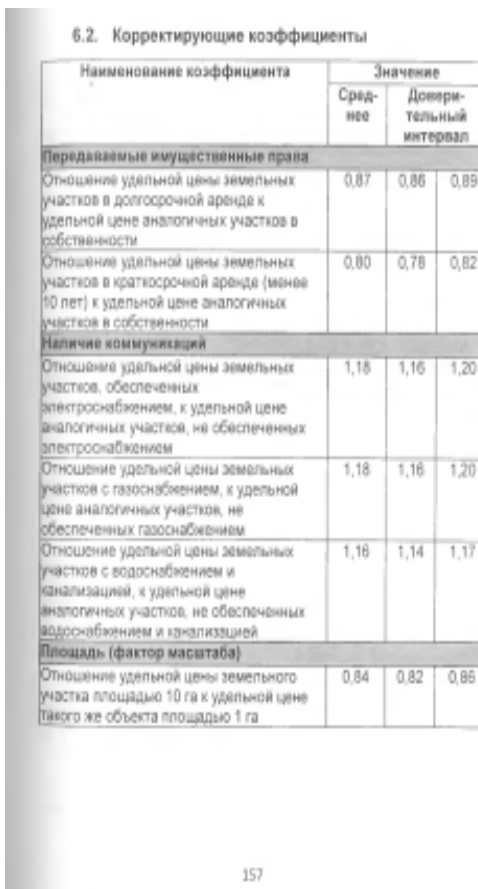 6.2. Корректирующие коэффициенты
Наименование коэффициента
Значение
Сред-
нее
Довери-
тельный
интервал
Передаваемые имущественные права
Отношение удельной цены земельных
участков в долгосрочной аренде к
удельной цене аналогичных участков в
собственности
0,87 0,86 0,89
Отношение удельной цены земельных
участков в краткосрочной аренде (менее
10 лет) к удельной цене аналогичных
участков в собственности
0,80 0,78 0,82
Наличие коммуникаций
Отношение удельной цены земельных
участков, обеспеченных
электроснабжением, к удельной цене
аналогичных участков, не обеспеченных
электроснабжением
1,18 1,16 1,20
Отношение удельной цены земельных
участков с газоснабжением, к удельной
цене аналогичных участков, не
обеспеченных газоснабжением
1,18 1,16 1,20
Отношение удельной цены земельных
участков с водоснабжением и
канализацией, к удельной цене
аналогичных участков, не обеспеченных
водоснабжением и канализацией
1,16 1,14 1,17
Площадь (фактор масштаба)
Отношение удельной цены земельного
участка площадью 10 га к удельной цене
такого же объекта площадью 1 га
0,84 0,82 0,86
157